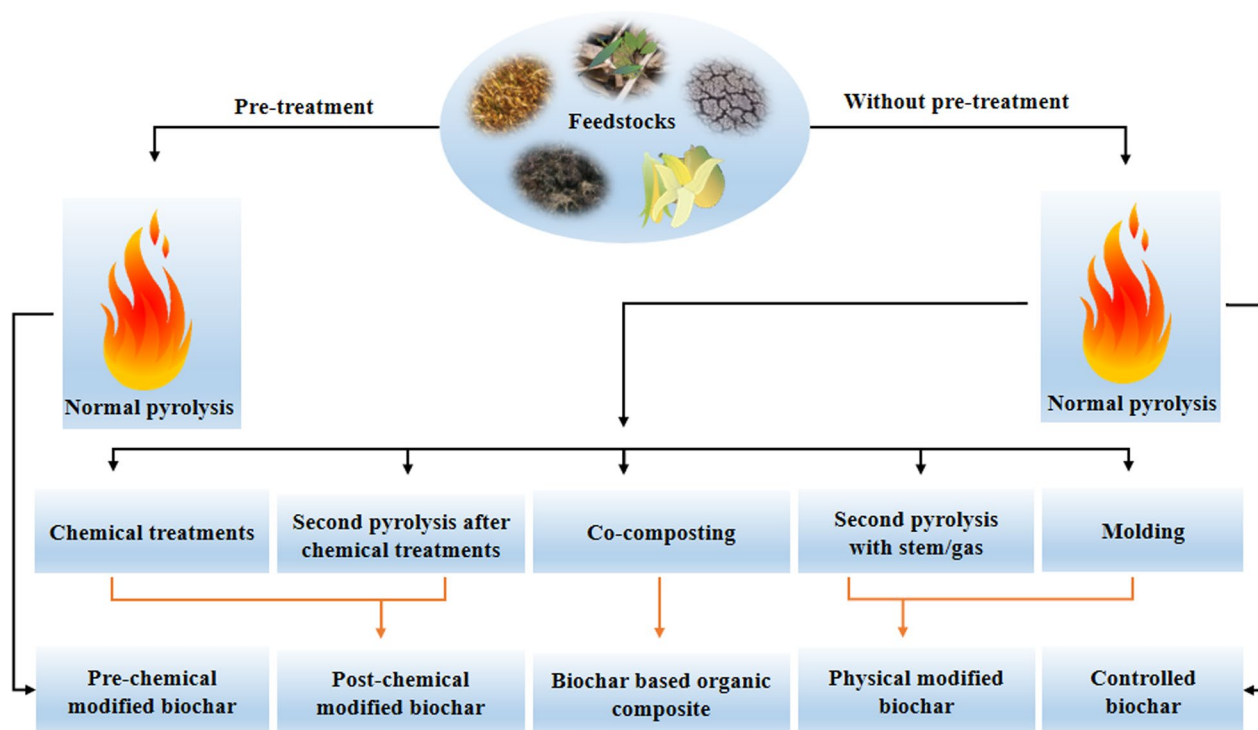 Pre-treatment
Without pre-treatment
Feedstocks
Normal pyrolysis
Normal pyrolysis
Chemical treatments
Second pyrolysis after
chemical treatments
Co-composting
Second pyrolysis
with stem/gas
Molding
Pre-chemical
modified biochar
Post-chemical
modified biochar
Biochar based organic
composite
Physical modified
biochar
Controlled
biochar